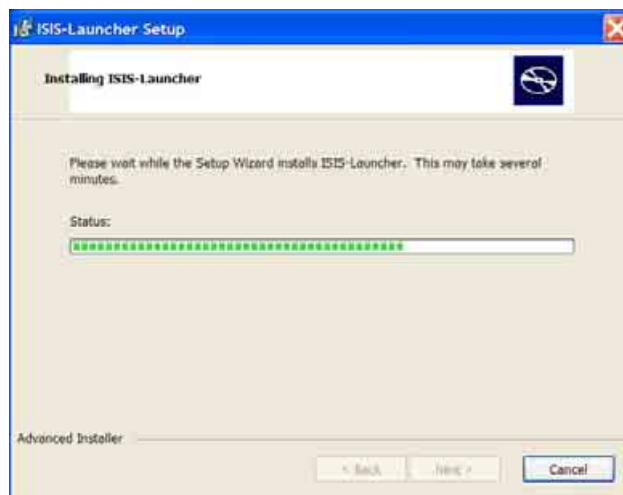 ISIS-Launcher Setup
Installing ISIS-Launcher
Please wait while the Setup Wizard installs ISIS-Launcher. This may take several
minutes.
Status:
Advanced Installer
< Back Next > Cancel